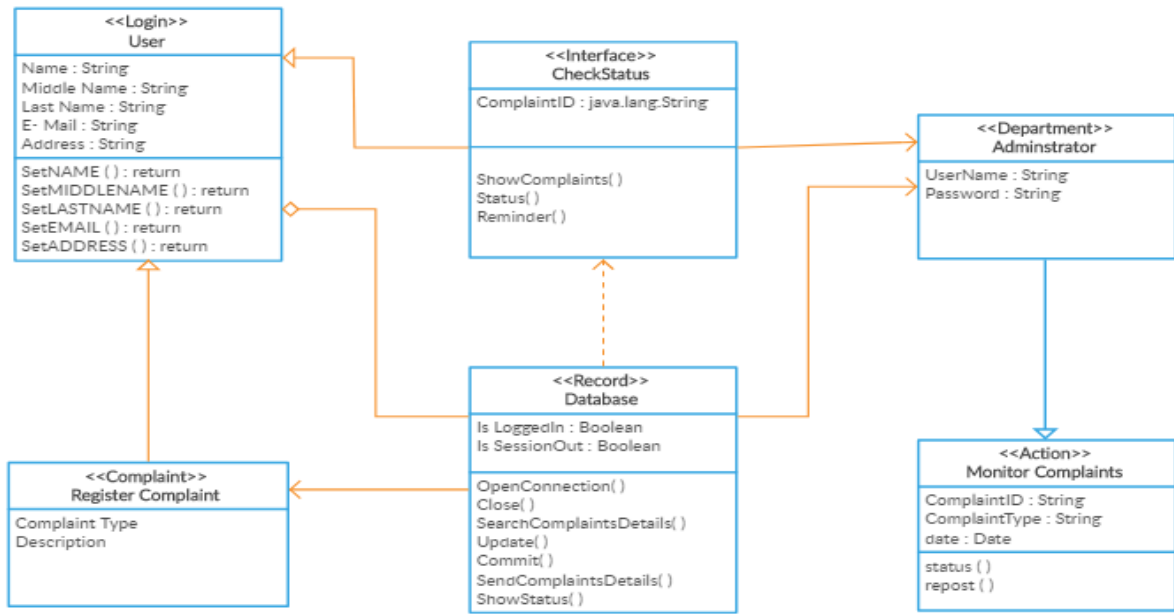 <<Login>>
User
Name : String
Middle Name : String
Last Name : String
E- Mail : String
Address : String
SetNAME ( ) : return
SetMIDDLENAME ( ) : return
SetLASTNAME ( ) : return
SetEMAIL ( ) : return
SetADDRESS ( ) : return
<<Interface>>
CheckStatus
ComplaintID : java.lang.String
ShowComplaints( )
Status( )
Reminder( )
<<Department>>
Adminstrator
UserName : String
Password : String
<<Complaint>>
Register Complaint
Complaint Type
Description
<<Record>>
Database
Is LoggedIn : Boolean
Is SessionOut : Boolean
OpenConnection( )
Close( )
SearchComplaintsDetails( )
Update( )
Commit( )
SendComplaintsDetails( )
ShowStatus( )
<<Action>>
Monitor Complaints
ComplaintID : String
ComplaintType : String
date : Date
status ( )
repost ( )